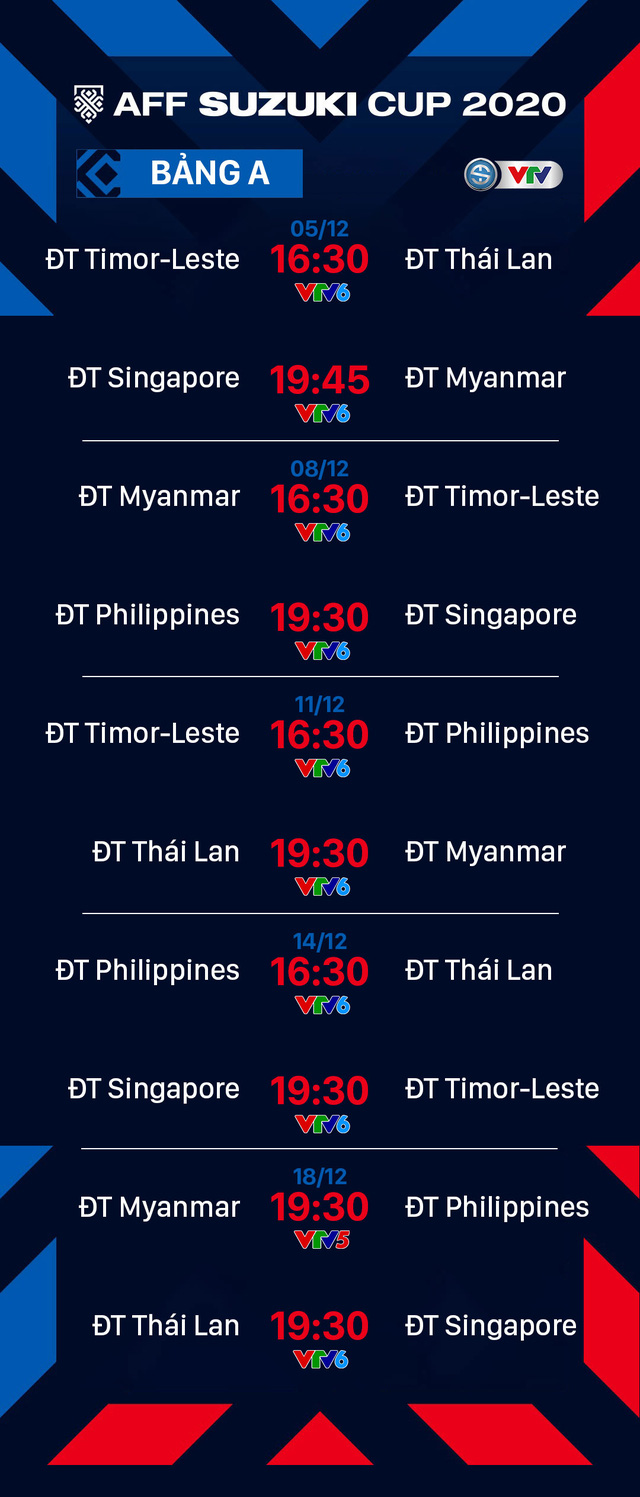 AFF SUZUKI CUP 2020
BẢNG A
VTV
05/12
ĐT Timor-Leste 16:30 ĐT Thái Lan
VTV6
ĐT Singapore 19:45 ĐT Myanmar
VTV6
08/12
ĐT Myanmar 16:30 ĐT Timor-Leste
VTV6
ĐT Philippines 19:30 ĐT Singapore
VTV6
11/12
ĐT Timor-Leste 16:30 ĐT Philippines
VTV6
ĐT Thái Lan 19:30 ĐT Myanmar
VTV6
14/12
ĐT Philippines 16:30 ĐT Thái Lan
VTV6
ĐT Singapore 19:30 ĐT Timor-Leste
VTV6
18/12
ĐT Myanmar 19:30 ĐT Philippines
VTV5
ĐT Thái Lan 19:30 ĐT Singapore
VTV6